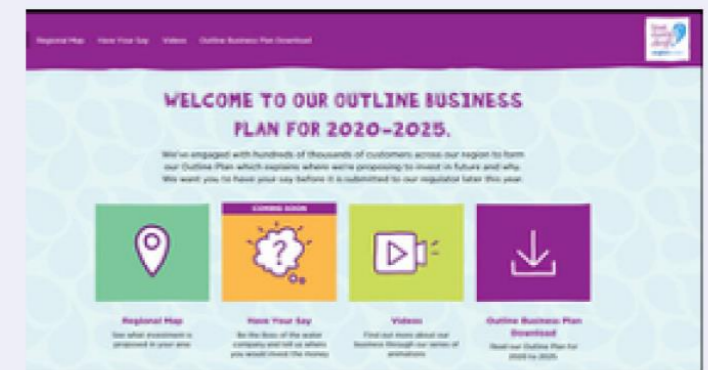 Regional Map Have Your Say Videos Outline Business Plan Download
WELCOME TO OUR OUTLINE BUSINESS
PLAN FOR 2020-2025.
We've engaged with hundreds of thousands of customers across our region to form
our Outline Plan which explains where we're proposing to invest in future and why.
We want you to have your say before it is submitted to our regulator later this year.
COMING SOON
Regional Map
See what investment is
proposed in your area
Have Your Say
Be the Boss of the water
company and tell us where
you would invest the money
Videos
Find out more about our
business through our series of
animations
Outline Business Plan
Download
Read our Outline Plan for
2020 to 2025